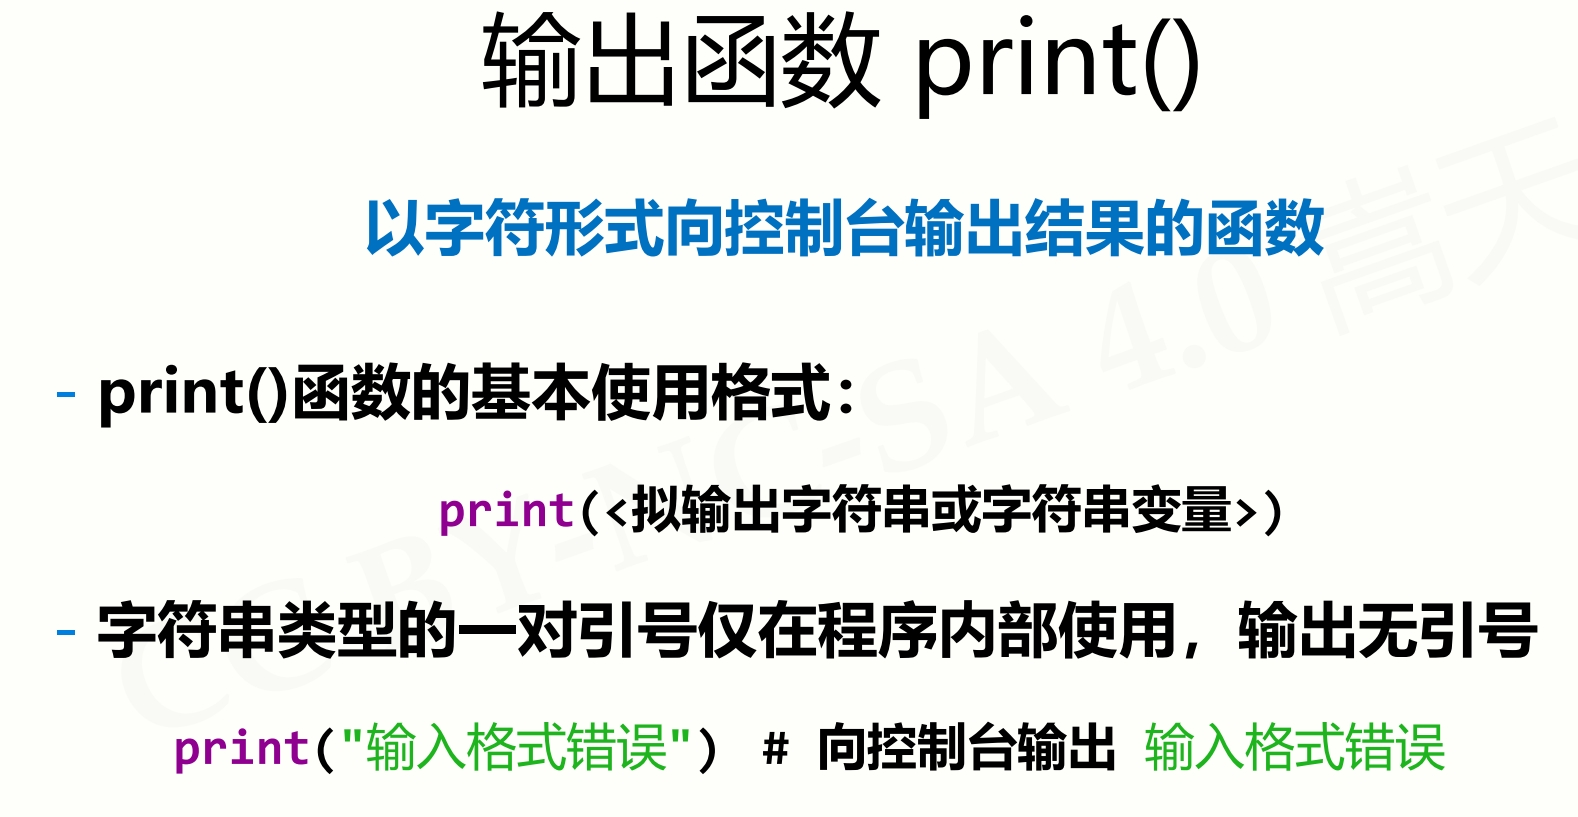 输出函数 print()
以字符形式向控制台输出结果的函数
- print()函数的基本使用格式：
print(<拟输出字符串或字符串变量>)
- 字符串类型的一对引号仅在程序内部使用，输出无引号
print("输入格式错误") # 向控制台输出 输入格式错误
CC BY-NC-SA 4.0 嵩天